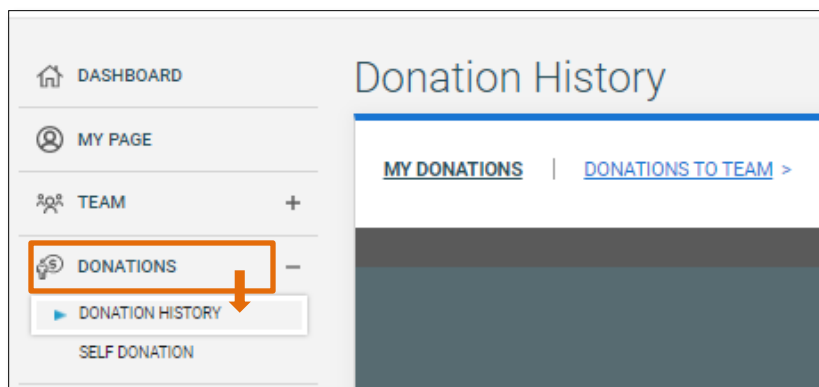 DASHBOARD
MY PAGE
TEAM +
DONATIONS −
DONATION HISTORY
SELF DONATION
Donation History
MY DONATIONS | DONATIONS TO TEAM >